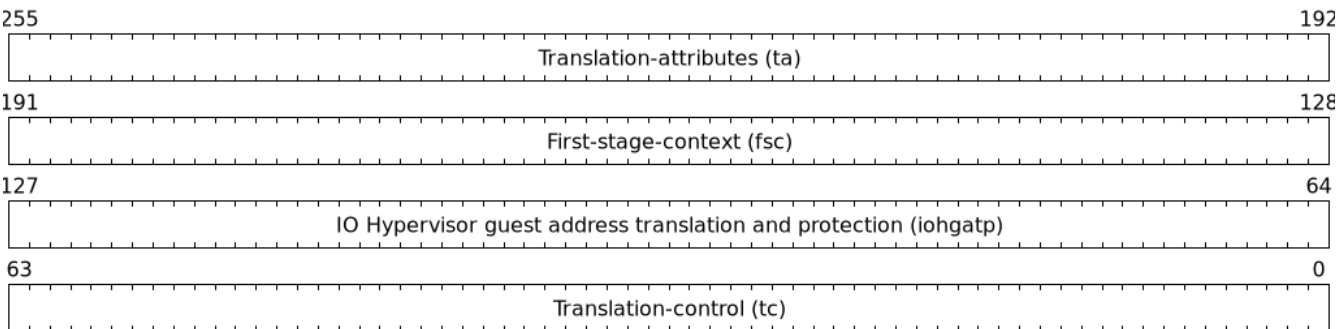 255 192
Translation-attributes (ta)
191 128
First-stage-context (fsc)
127 64
IO Hypervisor guest address translation and protection (iohgatp)
63 0
Translation-control (tc)